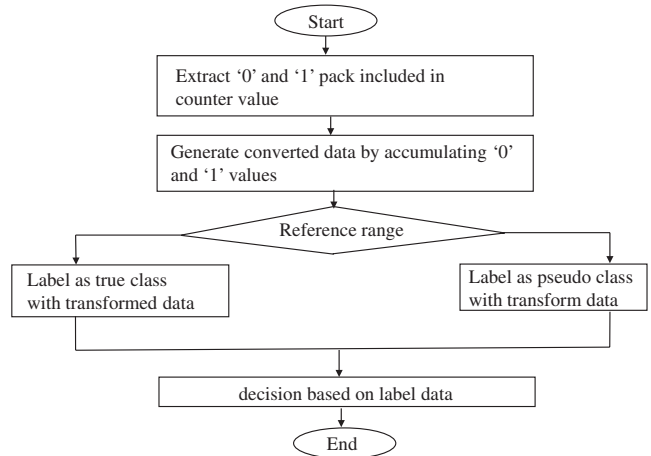 Start
Extract ‘0’ and ‘1’ pack included in
counter value
Generate converted data by accumulating ‘0’
and ‘1’ values
Reference range
Label as true class
with transformed data
Label as pseudo class
with transform data
decision based on label data
End